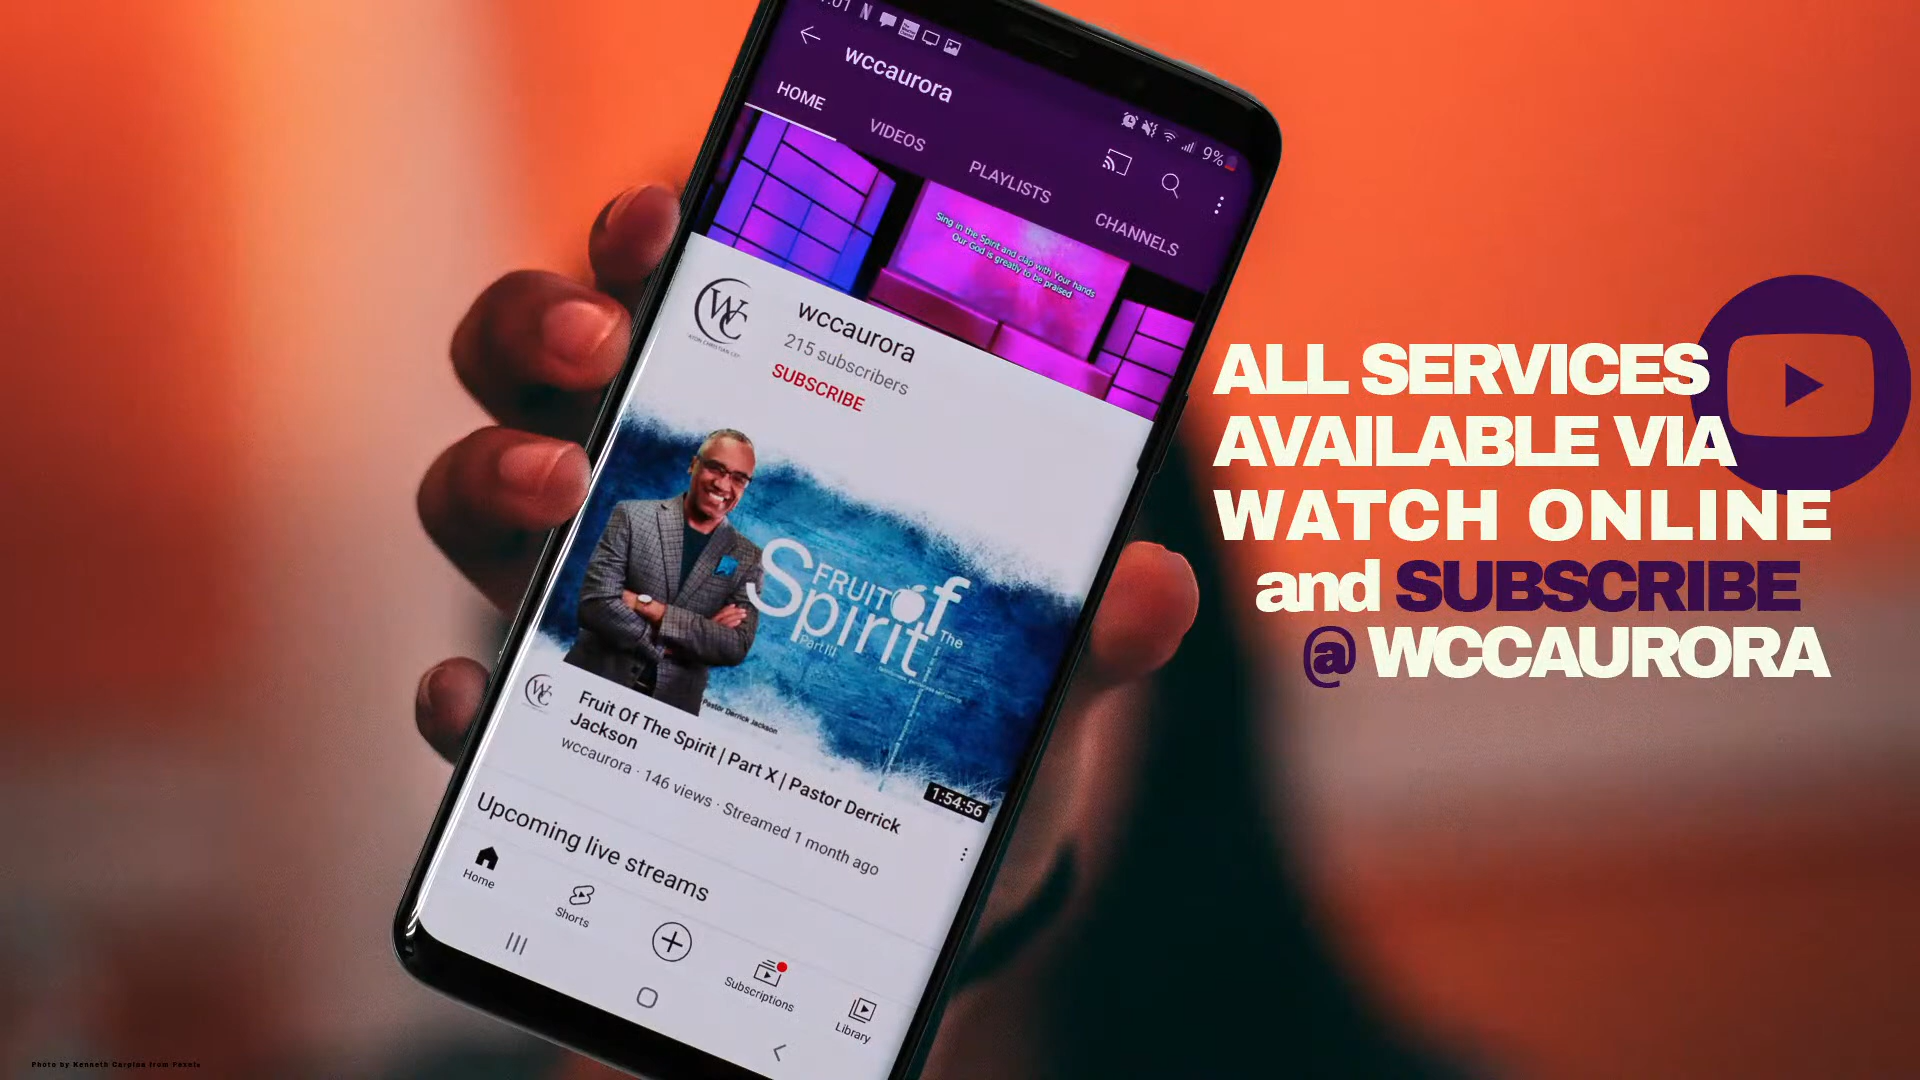 :01
wccaurora
9%
HOME
VIDEOS
PLAYLISTS
CHANNELS
Sing in the Spirit and clap with Your hands
Our God is greatly to be praised
WCC
wccaurora
215 subscribers
SUBSCRIBE
FRUIT of
The
Spirit
Part III
Pastor Derrick Jackson
1:54:56
Fruit Of The Spirit | Part X | Pastor Derrick
Jackson
wccaurora · 146 views · Streamed 1 month ago
Upcoming live streams
Home
Shorts
Subscriptions
Library
ALL SERVICES
AVAILABLE VIA
WATCH ONLINE
and SUBSCRIBE
@ WCCAURORA
Photo by Kenneth Carpina from Pexels